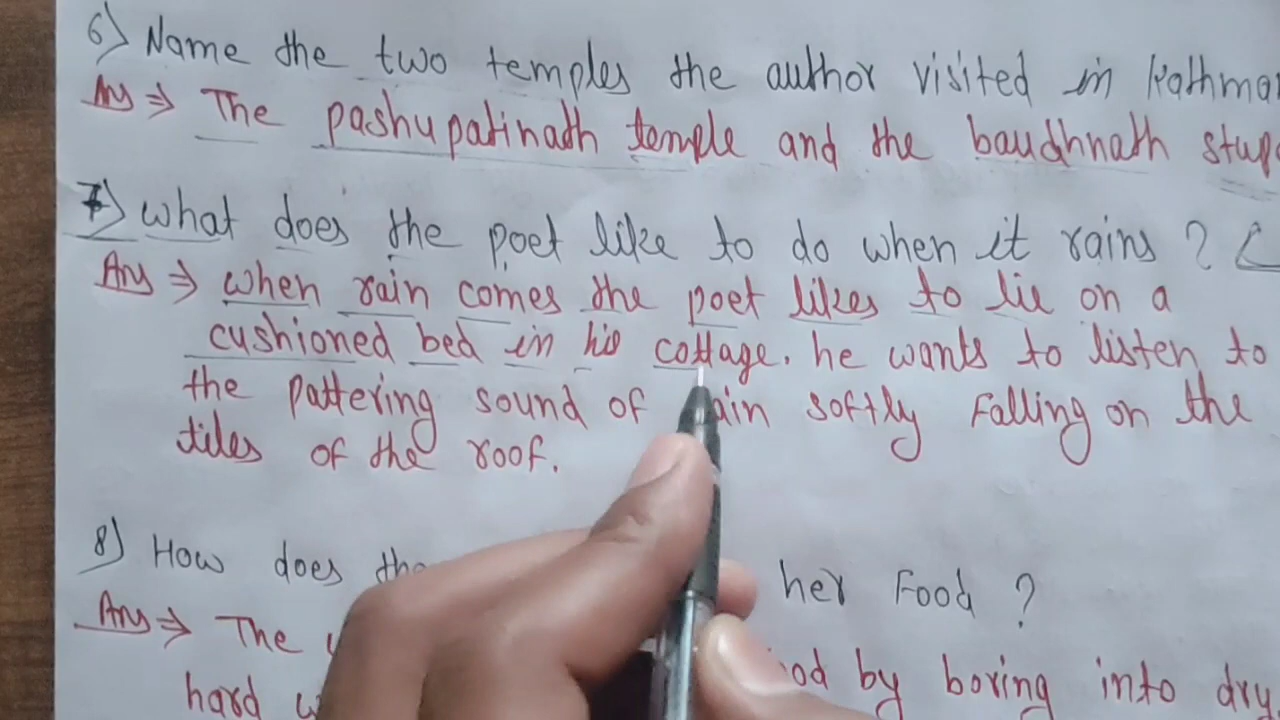 6) Name the two temples the author visited in
Ans ⇒ The pashupatinath temple and the baudhnath
7) what does the poet like to do when it rains ?
Ans ⇒ when rain comes the poet likes to lie on a
cushioned bed in his cottage. he wants to listen to
the pattering sound of rain softly Falling on the
tiles of the roof.
8) How does the her Food ?
Ans ⇒ The by boring into dry
hard